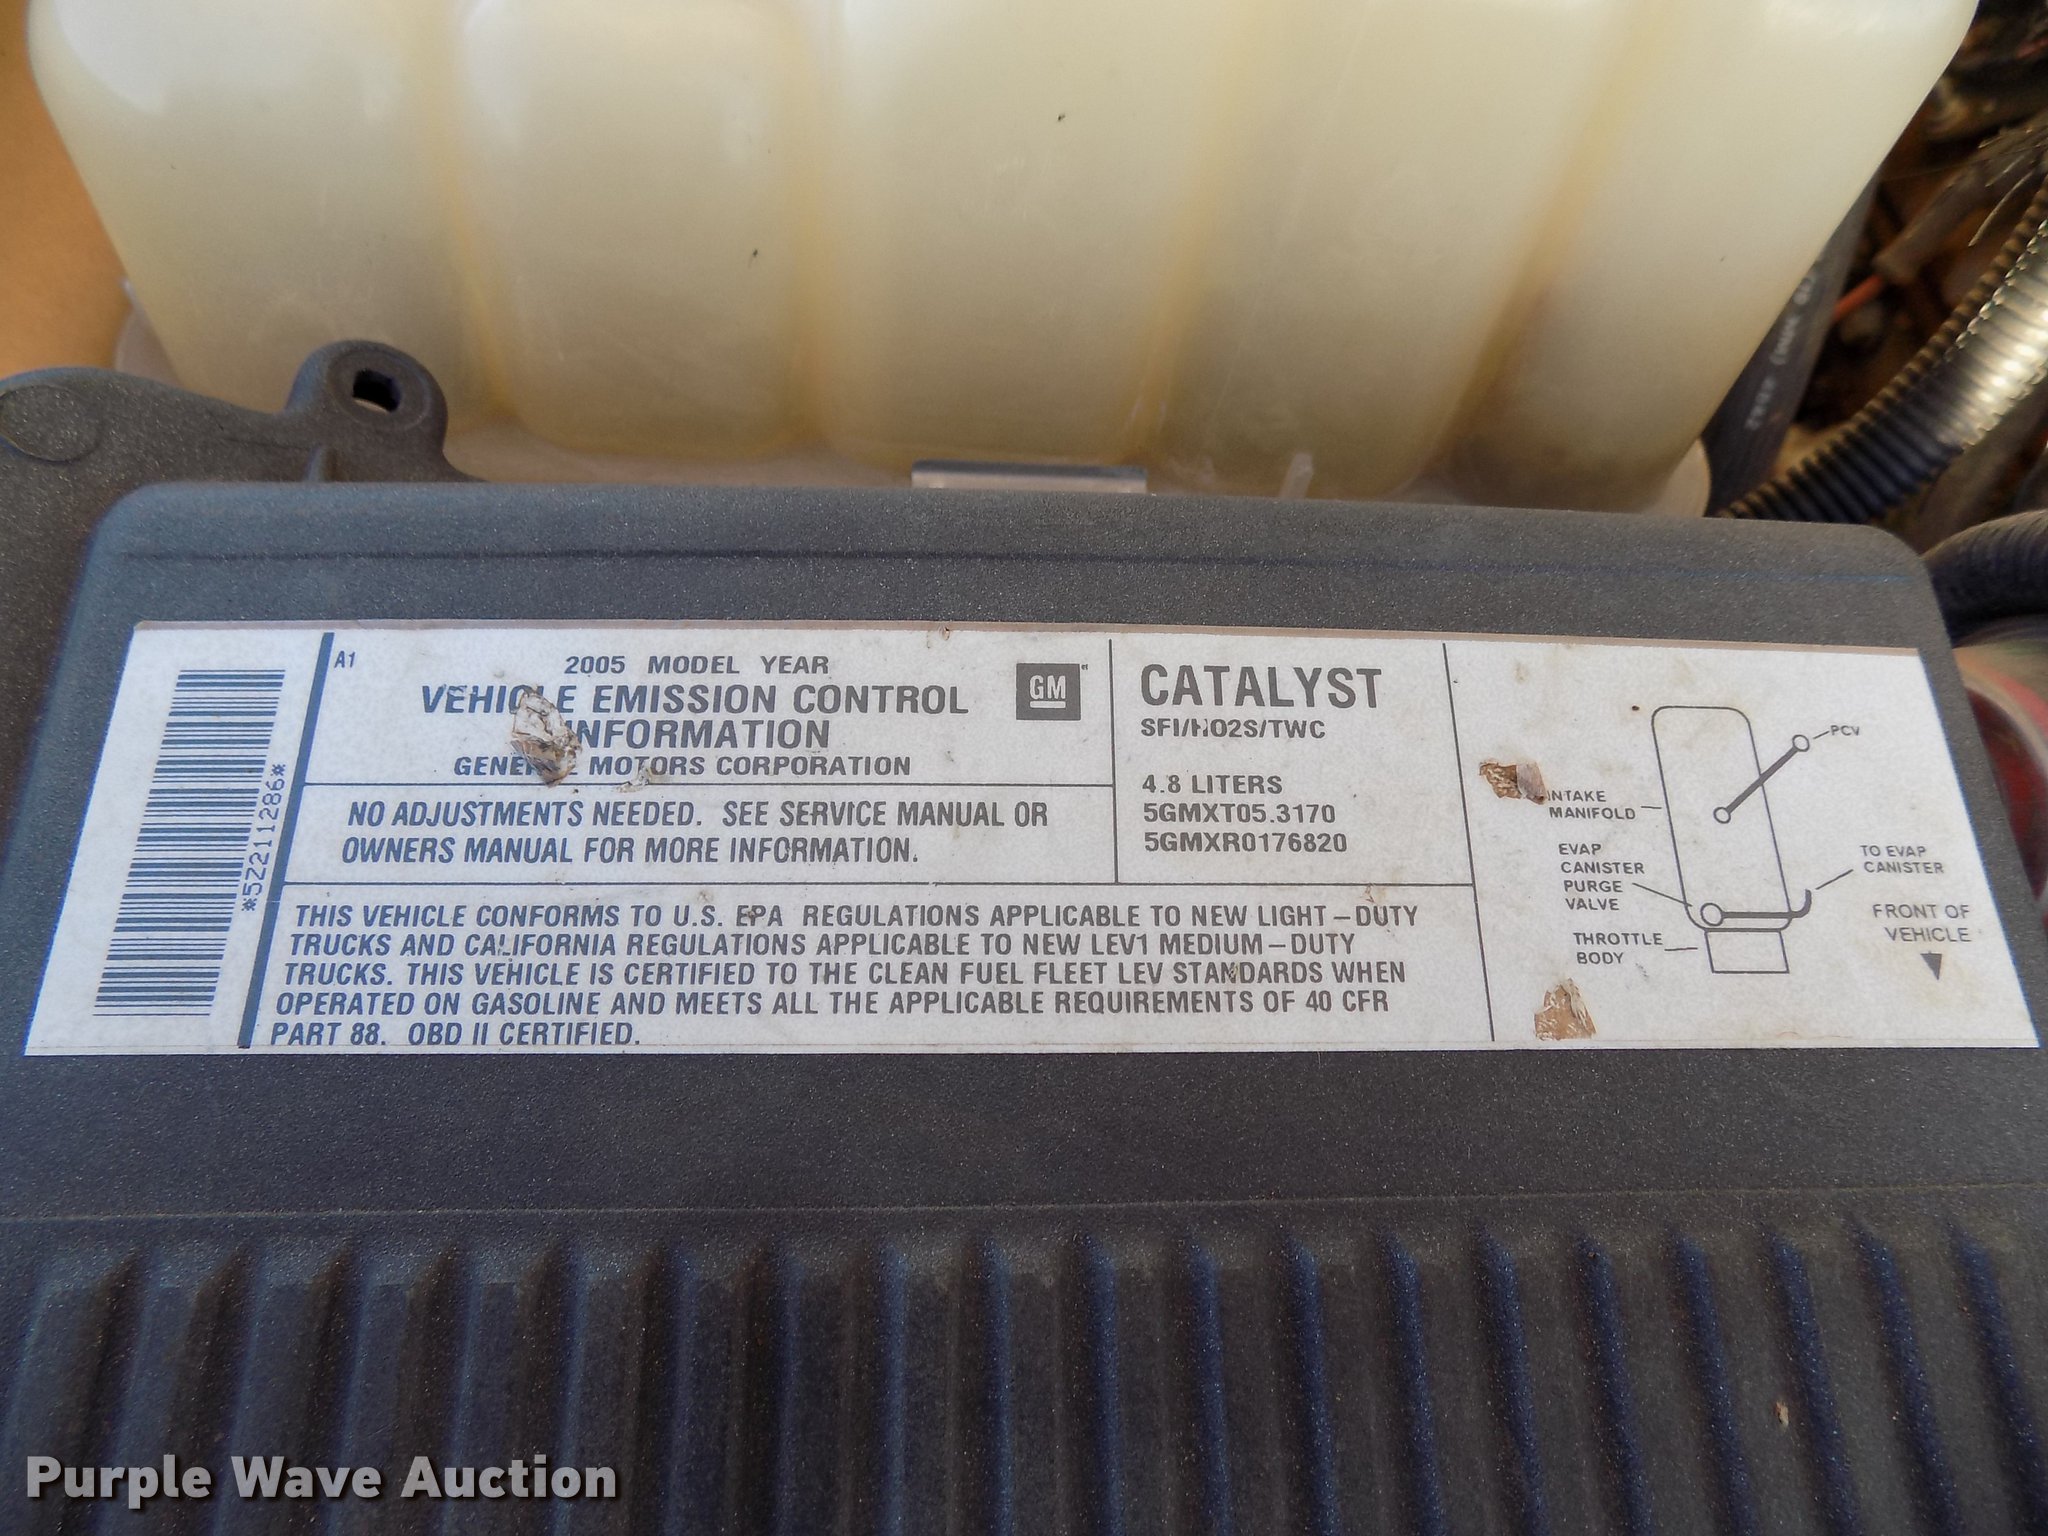 A1
2005 MODEL YEAR
VEHICLE EMISSION CONTROL
INFORMATION
GENERAL MOTORS CORPORATION
GM
NO ADJUSTMENTS NEEDED. SEE SERVICE MANUAL OR
OWNERS MANUAL FOR MORE INFORMATION.
CATALYST
SFI/HO2S/TWC
4.8 LITERS
5GMXT05.3170
5GMXR0176820
THIS VEHICLE CONFORMS TO U.S. EPA REGULATIONS APPLICABLE TO NEW LIGHT-DUTY
TRUCKS AND CALIFORNIA REGULATIONS APPLICABLE TO NEW LEV1 MEDIUM-DUTY
TRUCKS. THIS VEHICLE IS CERTIFIED TO THE CLEAN FUEL FLEET LEV STANDARDS WHEN
OPERATED ON GASOLINE AND MEETS ALL THE APPLICABLE REQUIREMENTS OF 40 CFR
PART 88. OBD II CERTIFIED.
*52211286*
PCV
INTAKE
MANIFOLD
EVAP
CANISTER
PURGE
VALVE
THROTTLE
BODY
TO EVAP
CANISTER
FRONT OF
VEHICLE
Purple Wave Auction